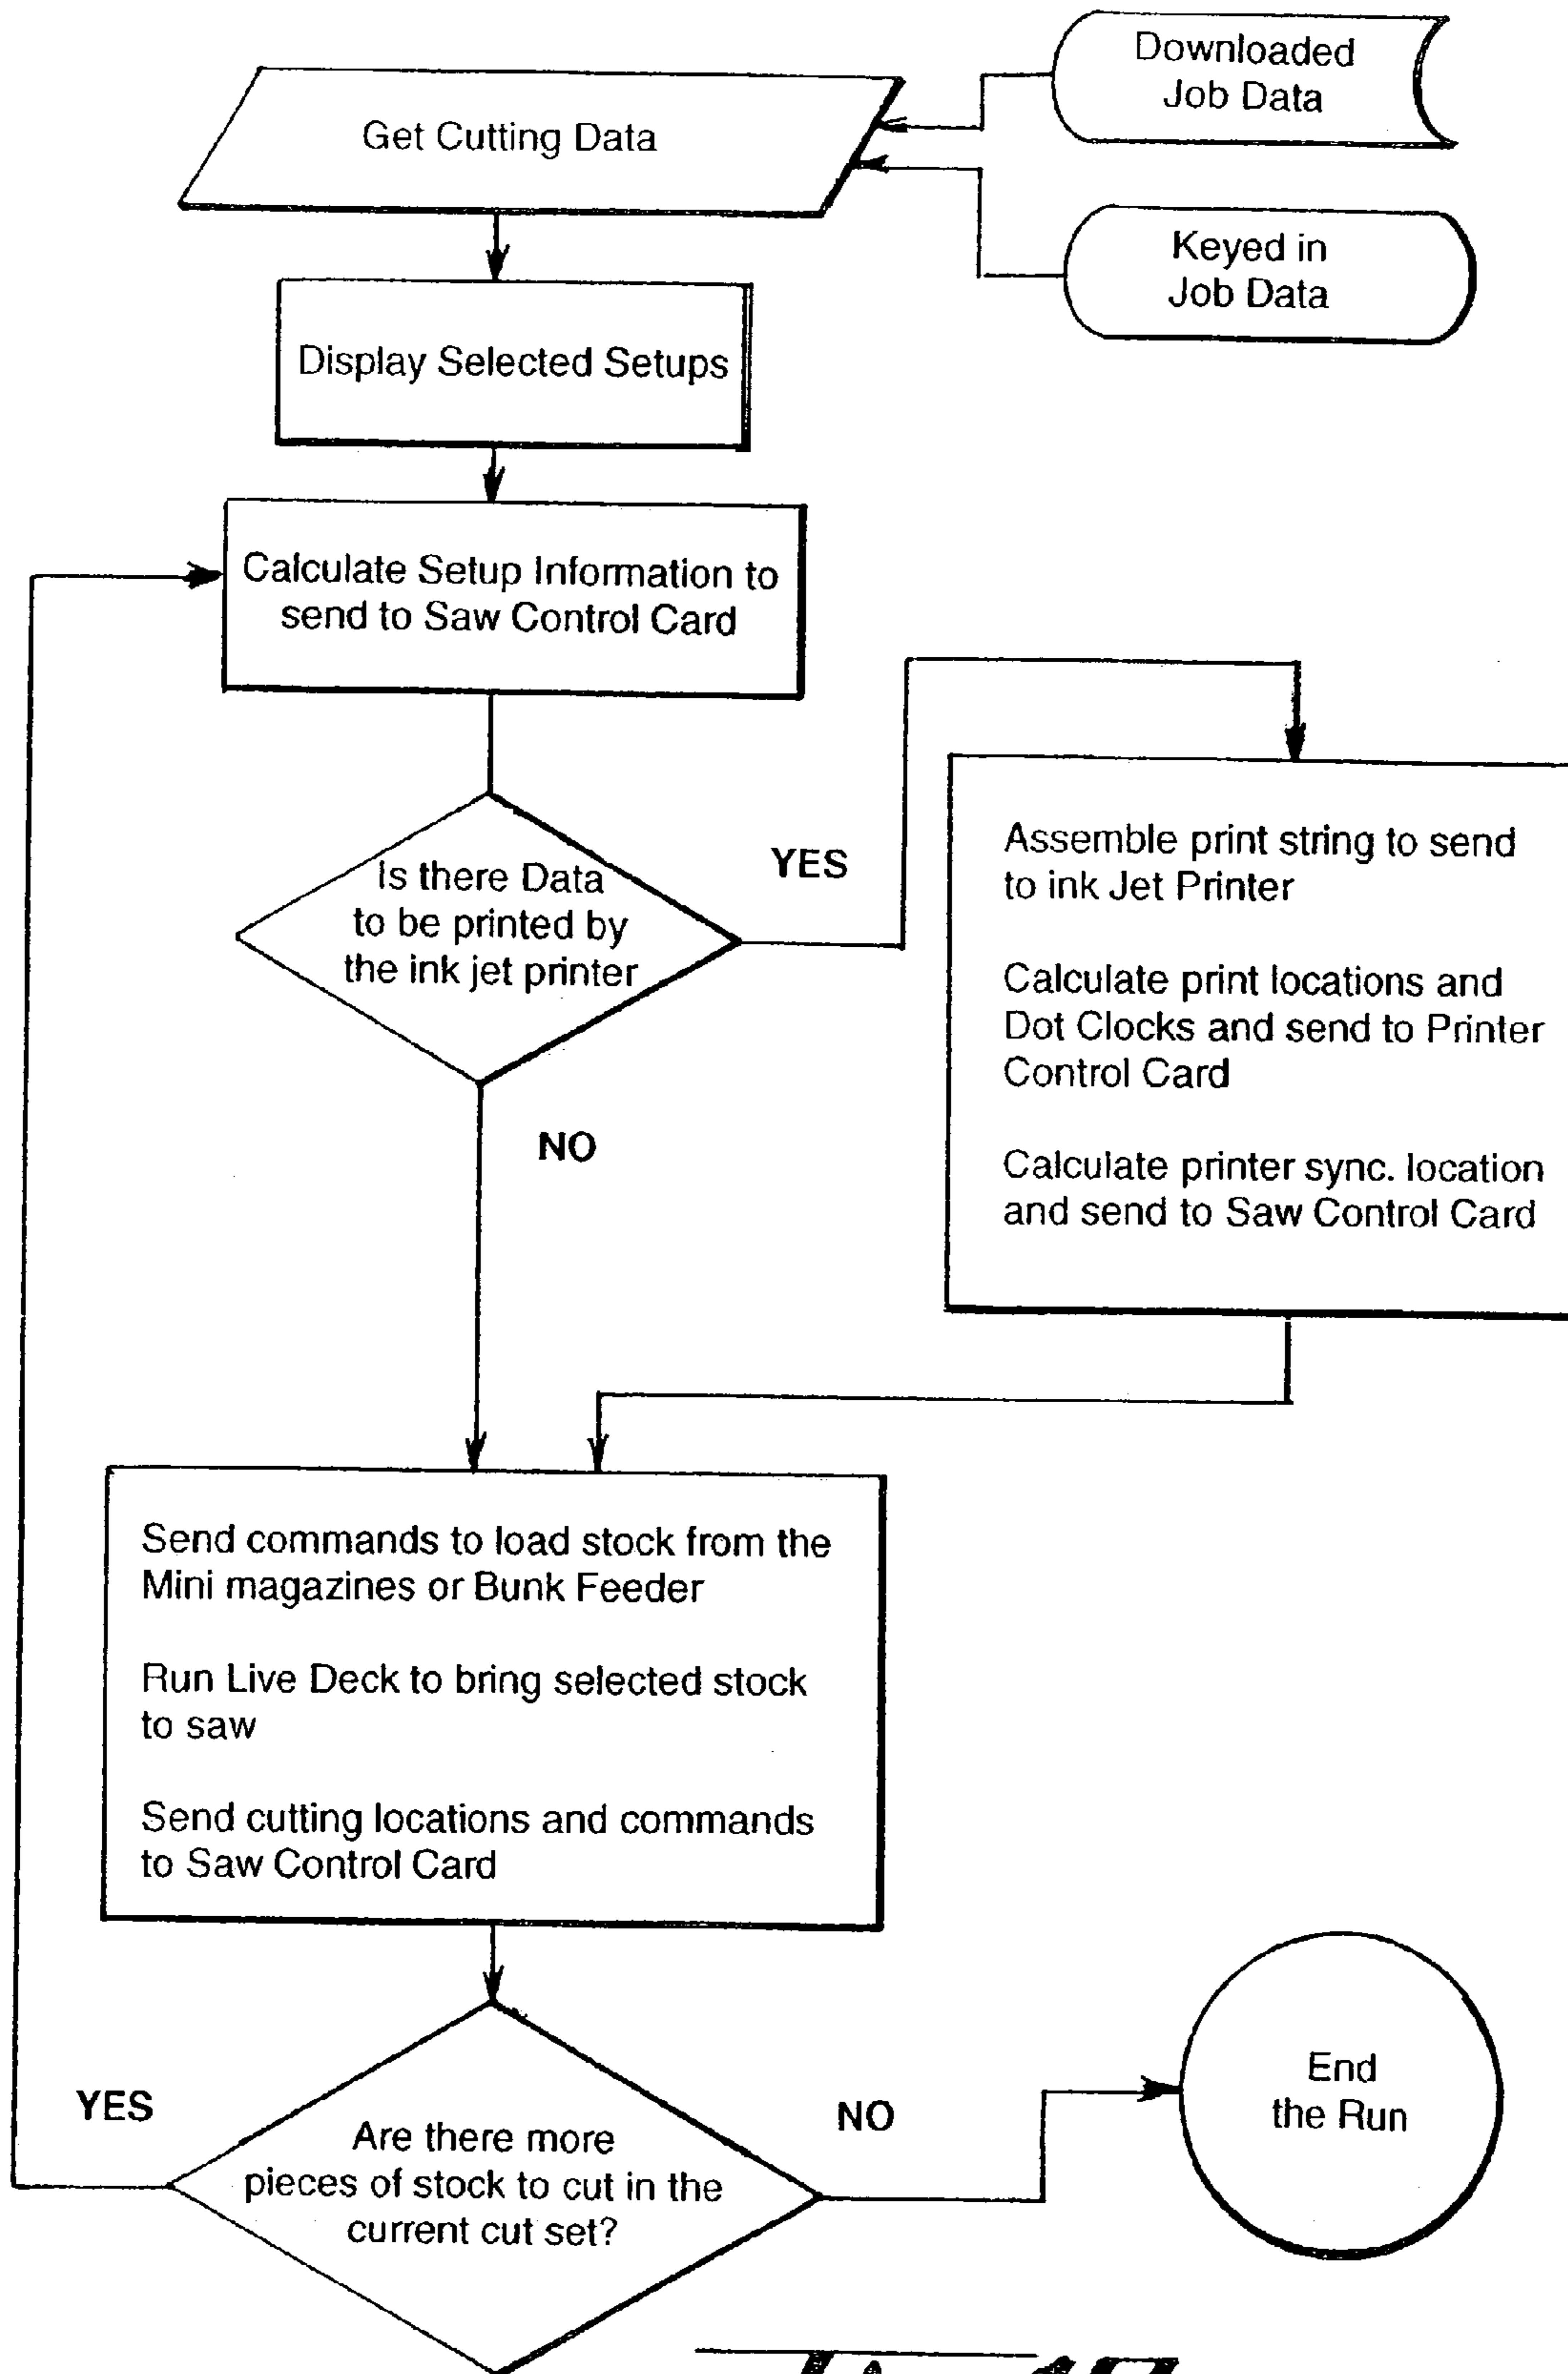 Downloaded
Job Data
Get Cutting Data
Keyed in
Job Data
Display Selected Setups
Calculate Setup Information to
send to Saw Control Card
Is there Data
to be printed by
the ink jet printer
YES
NO
Assemble print string to send
to ink Jet Printer
Calculate print locations and
Dot Clocks and send to Printer
Control Card
Calculate printer sync. location
and send to Saw Control Card
Send commands to load stock from the
Mini magazines or Bunk Feeder
Run Live Deck to bring selected stock
to saw
Send cutting locations and commands
to Saw Control Card
YES
Are there more
pieces of stock to cut in the
current cut set?
NO
End
the Run